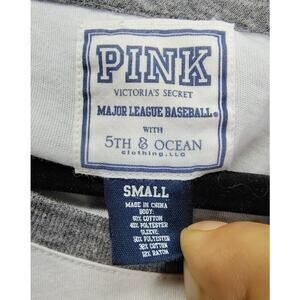 PINK
VICTORIA'S SECRET
MAJOR LEAGUE BASEBALL®
WITH
5TH & OCEAN
clothing, LLC
SMALL
MADE IN CHINA
BODY:
60% COTTON
40% POLYESTER
SLEEVE:
50% POLYESTER
38% COTTON
12% RAYON